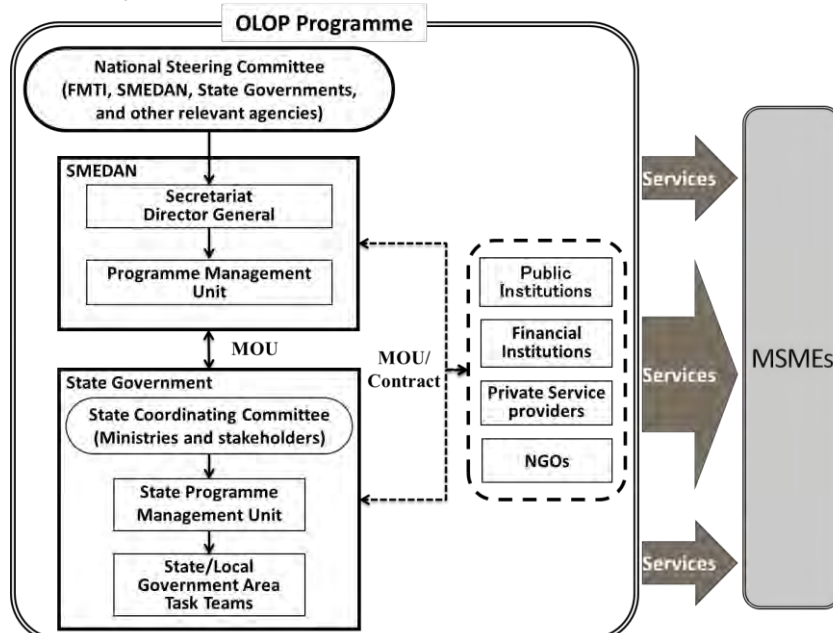 OLOP Programme
National Steering Committee
(FMTI, SMEDAN, State Governments,
and other relevant agencies)
SMEDAN
Secretariat
Director General
Programme Management
Unit
MOU
State Government
State Coordinating Committee
(Ministries and stakeholders)
State Programme
Management Unit
State/Local
Government Area
Task Teams
MOU/
Contract
Public
Institutions
Financial
Institutions
Private Service
providers
NGOs
Services
Services
Services
MSMEs